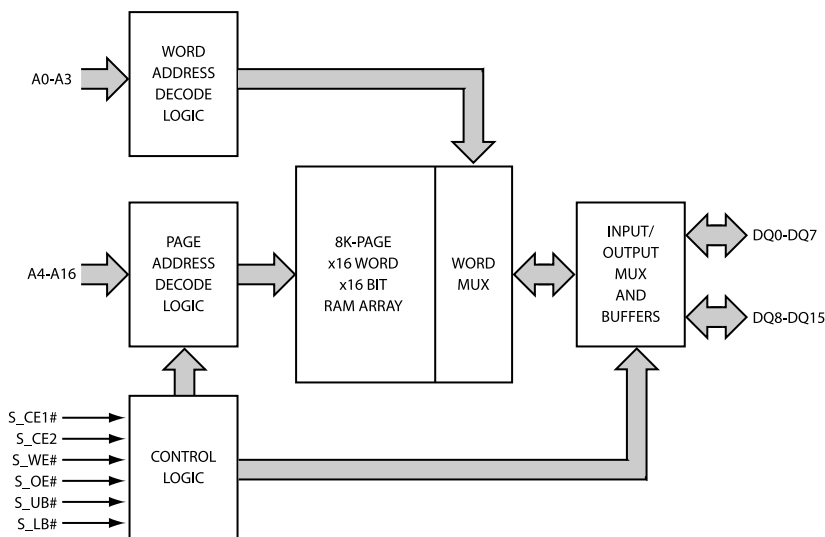 WORD
ADDRESS
DECODE
LOGIC
A0-A3
PAGE
ADDRESS
DECODE
LOGIC
A4-A16
8K-PAGE
x16 WORD
x16 BIT
RAM ARRAY
WORD
MUX
INPUT/
OUTPUT
MUX
AND
BUFFERS
DQ0-DQ7
DQ8-DQ15
S_CE1#
S_CE2
S_WE#
S_OE#
S_UB#
S_LB#
CONTROL
LOGIC